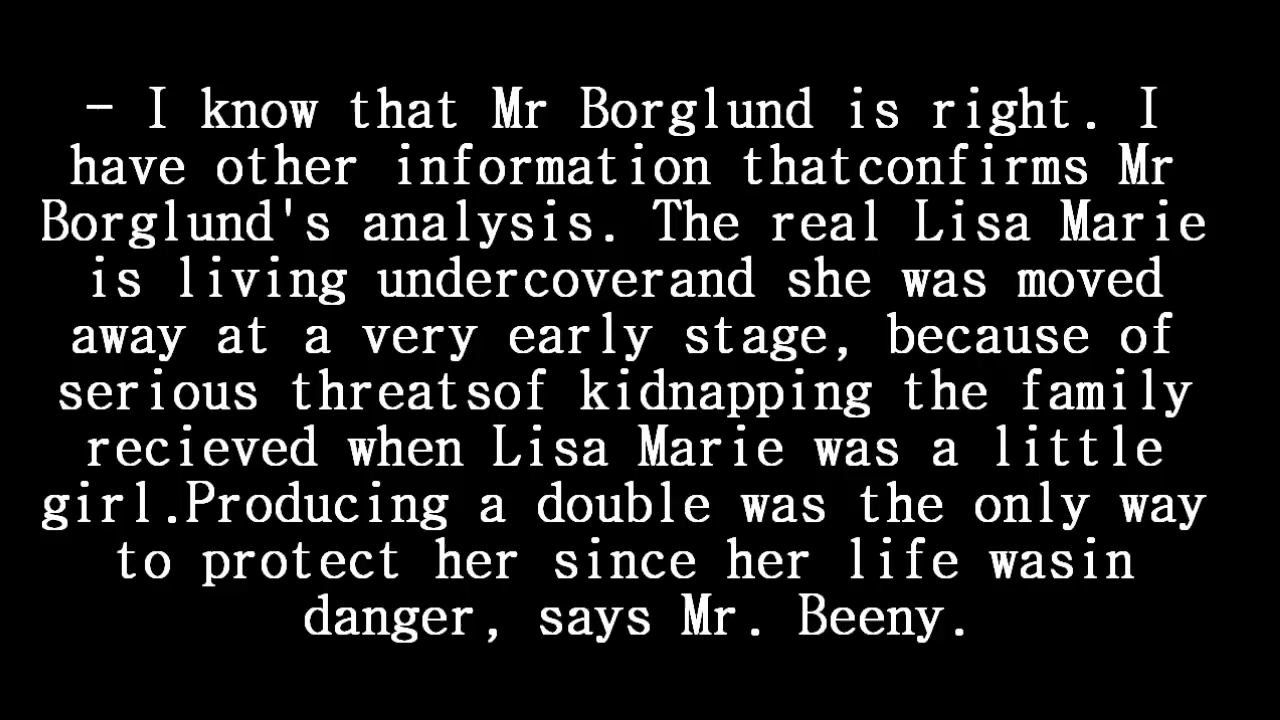 - I know that Mr Borglund is right. I
have other information thatconfirms Mr
Borglund's analysis. The real Lisa Marie
is living undercoverand she was moved
away at a very early stage, because of
serious threatsof kidnapping the family
recieved when Lisa Marie was a little
girl.Producing a double was the only way
to protect her since her life wasin
danger, says Mr. Beeny.